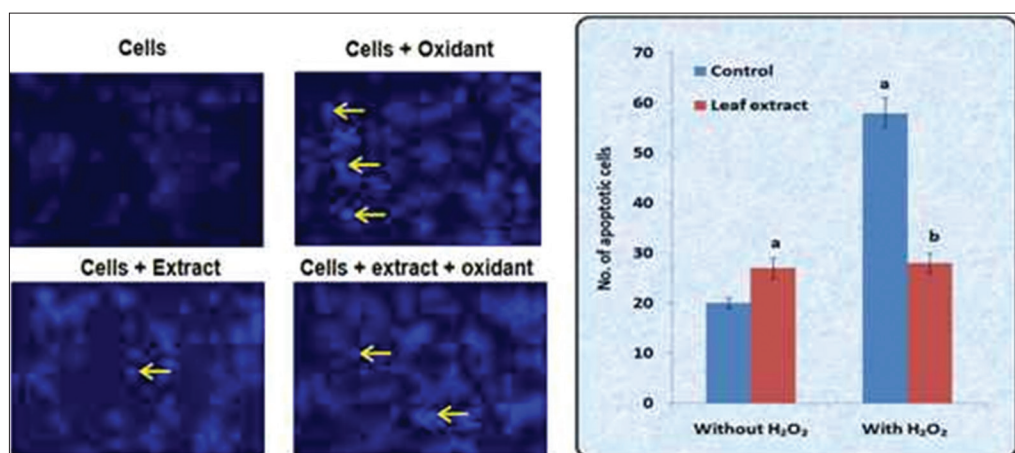 Cells
Cells + Oxidant
Cells + Extract
Cells + extract + oxidant
No. of apoptotic cells
70
60
50
40
30
20
10
0
Control
Leaf extract
a
a
b
Without H₂O₂
With H₂O₂